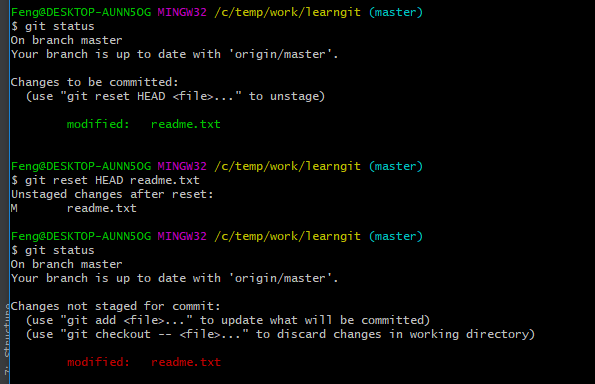 Feng@DESKTOP-AUNN5OG MINGW32 /c/temp/work/learngit (master)
$ git status
On branch master
Your branch is up to date with 'origin/master'.
Changes to be committed:
  (use "git reset HEAD <file>..." to unstage)
        modified:   readme.txt
Feng@DESKTOP-AUNN5OG MINGW32 /c/temp/work/learngit (master)
$ git reset HEAD readme.txt
Unstaged changes after reset:
M       readme.txt
Feng@DESKTOP-AUNN5OG MINGW32 /c/temp/work/learngit (master)
$ git status
On branch master
Your branch is up to date with 'origin/master'.
Changes not staged for commit:
  (use "git add <file>..." to update what will be committed)
  (use "git checkout -- <file>..." to discard changes in working directory)
        modified:   readme.txt
7: Structure